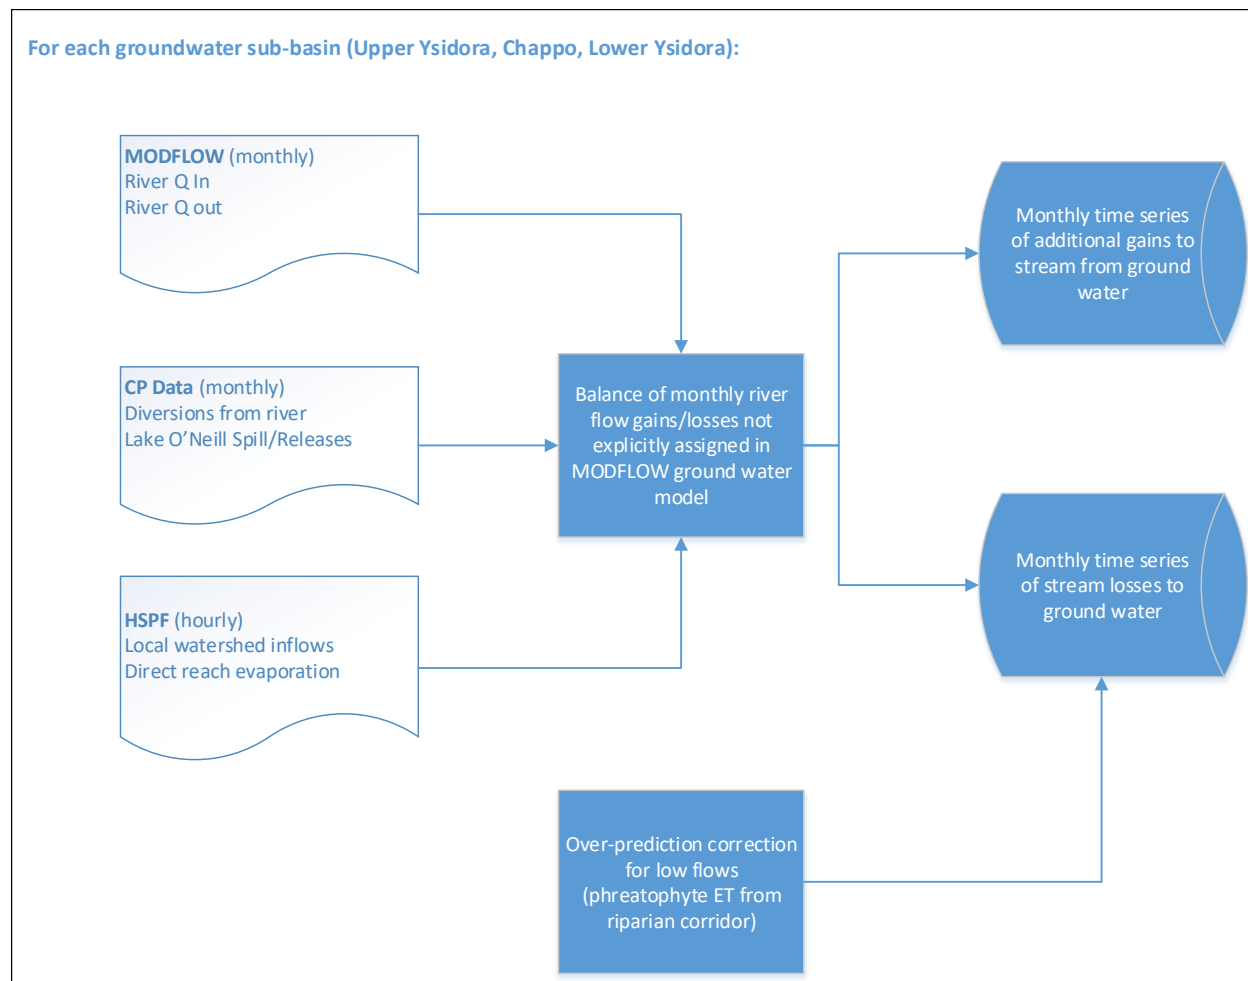 For each groundwater sub-basin (Upper Ysidora, Chappo, Lower Ysidora):
MODFLOW (monthly)
River Q In
River Q out
CP Data (monthly)
Diversions from river
Lake O’Neill Spill/Releases
HSPF (hourly)
Local watershed inflows
Direct reach evaporation
Balance of monthly river
flow gains/losses not
explicitly assigned in
MODFLOW ground water
model
Over-prediction correction
for low flows
(phreatophyte ET from
riparian corridor)
Monthly time series
of additional gains to
stream from ground
water
Monthly time series
of stream losses to
ground water